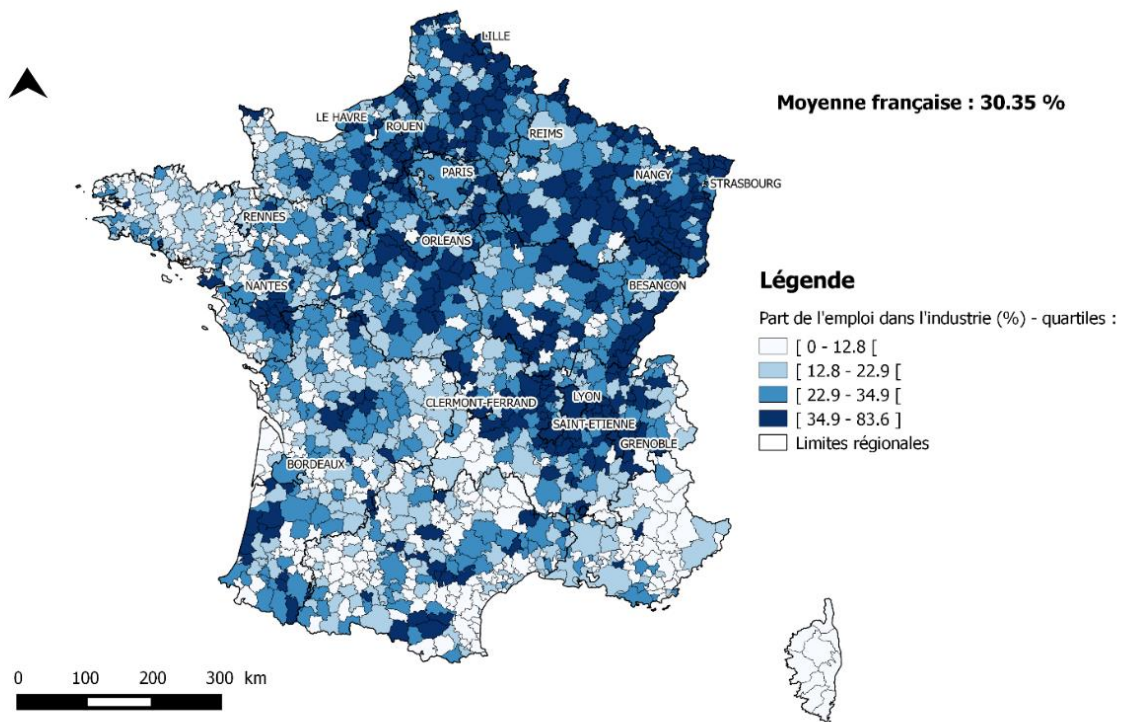 LILLE
Moyenne française : 30.35 %
LE HAVRE
ROUEN
REIMS
PARIS
NANCY
STRASBOURG
RENNES
ORLEANS
NANTES
BESANCON
Légende
Part de l'emploi dans l'industrie (%) - quartiles :
[ 0 - 12.8 [
[ 12.8 - 22.9 [
[ 22.9 - 34.9 [
[ 34.9 - 83.6 ]
Limites régionales
CLERMONT-FERRAND
LYON
SAINT-ETIENNE
GRENOBLE
BORDEAUX
0 100 200 300 km